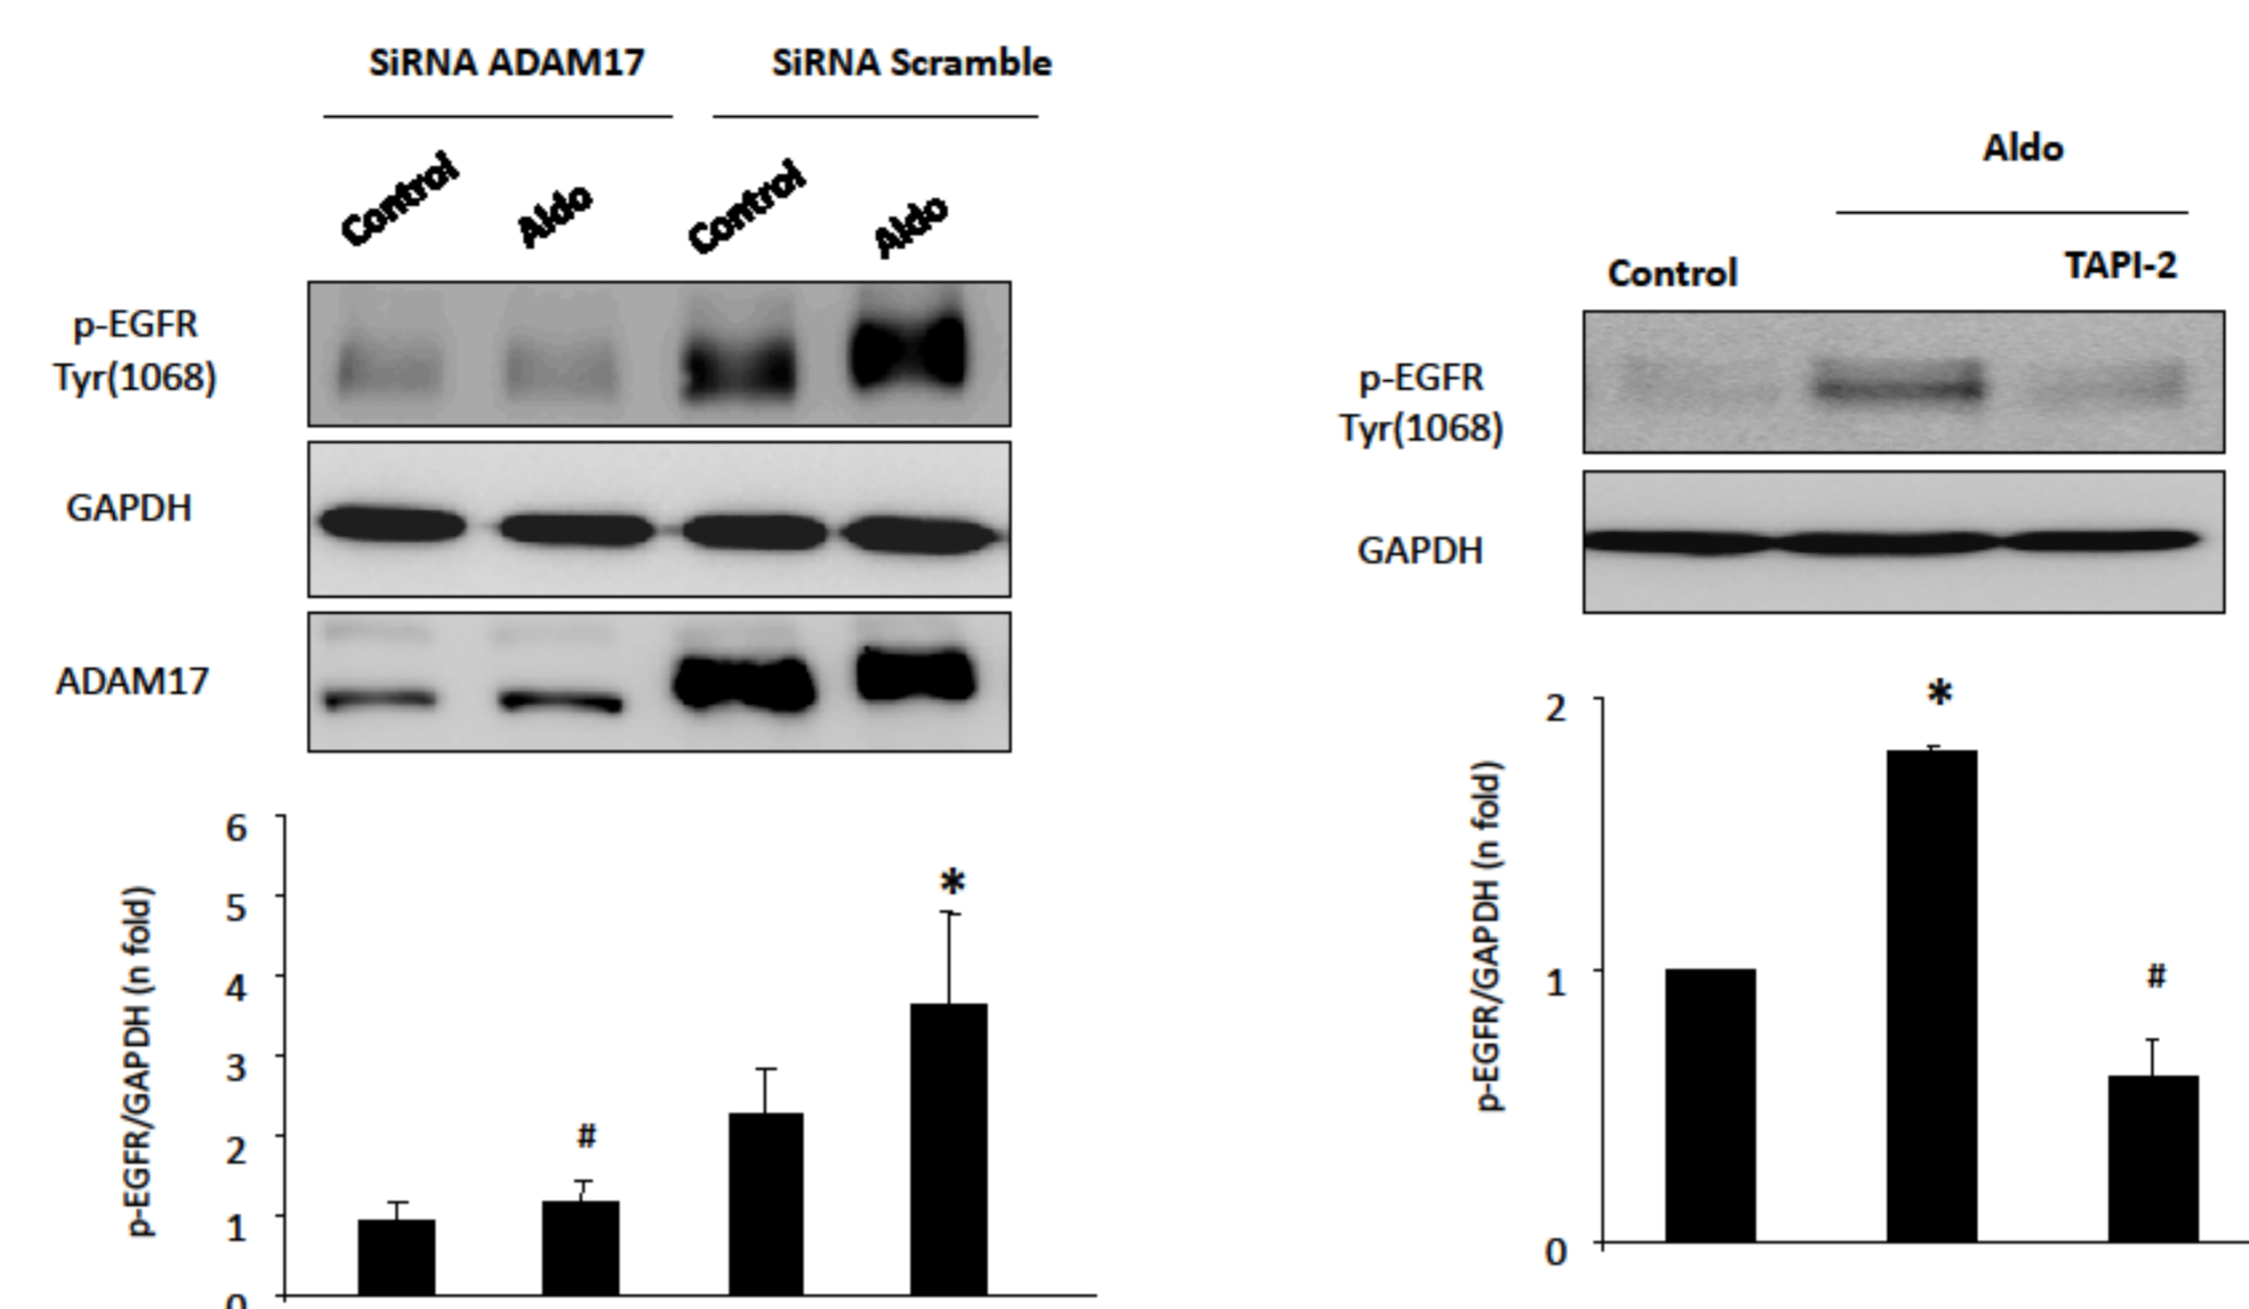 SiRNA ADAM17
SiRNA Scramble
Control
Aldo
Control
Aldo
p-EGFR
Tyr(1068)
GAPDH
ADAM17
6
5
4
3
2
1
0
p-EGFR/GAPDH (n fold)
#
*
Aldo
Control
TAPI-2
p-EGFR
Tyr(1068)
GAPDH
2
1
0
p-EGFR/GAPDH (n fold)
*
#